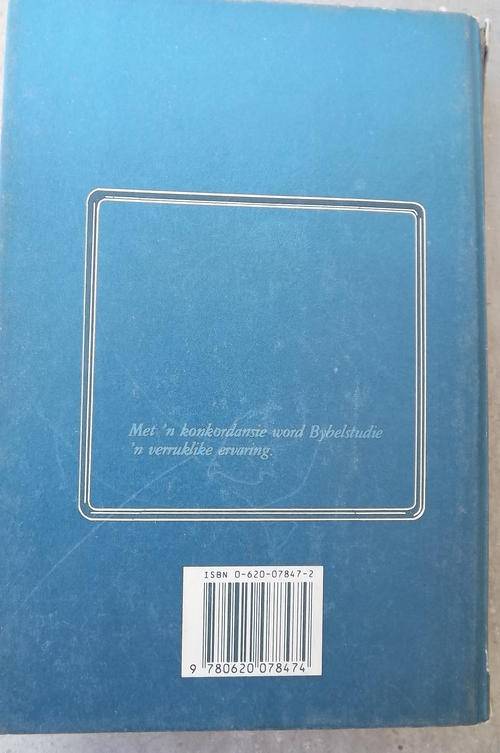 Met 'n konkordansie word Bybelstudie
'n verruklike ervaring.
ISBN 0-620-07847-2
9 780620 078474